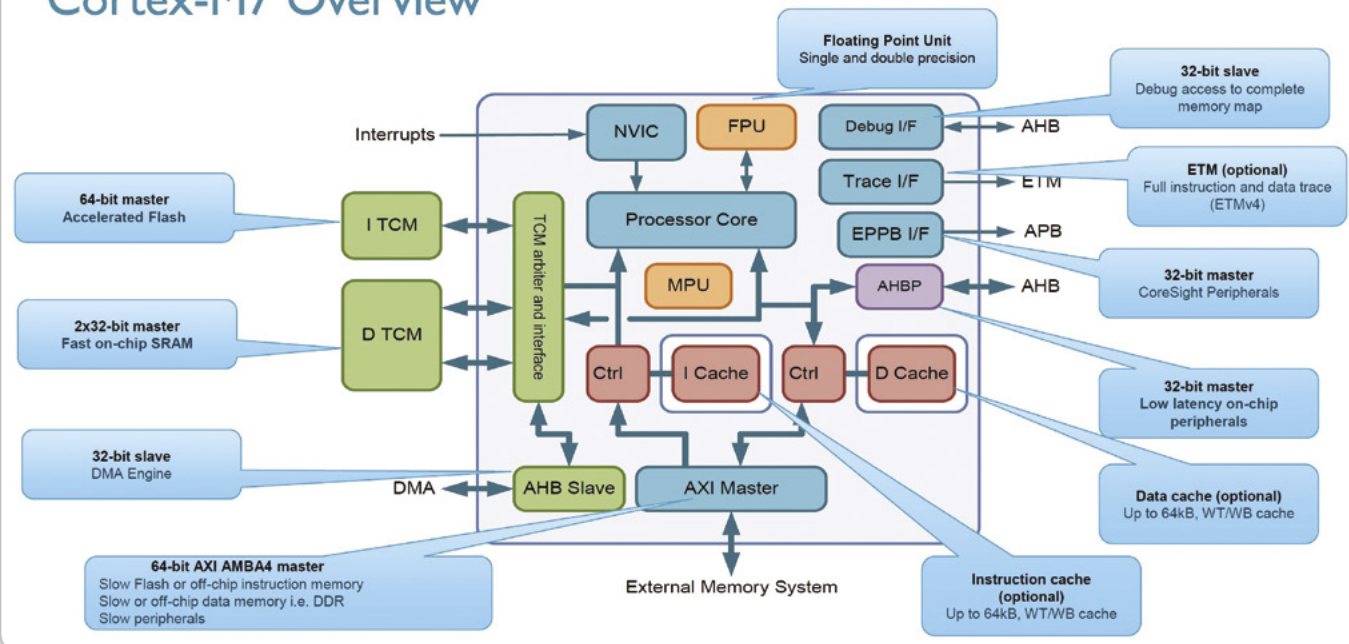 Cortex-M7 Overview
Floating Point Unit
Single and double precision
32-bit slave
Debug access to complete
memory map
Interrupts
NVIC
FPU
Debug I/F
AHB
64-bit master
Accelerated Flash
I TCM
TCM arbiter and interface
Processor Core
Trace I/F
ETM
ETM (optional)
Full instruction and data trace
(ETMv4)
EPPB I/F
APB
32-bit master
CoreSight Peripherals
MPU
AHBP
AHB
2x32-bit master
Fast on-chip SRAM
D TCM
Ctrl
I Cache
Ctrl
D Cache
32-bit master
Low latency on-chip
peripherals
32-bit slave
DMA Engine
DMA
AHB Slave
AXI Master
Data cache (optional)
Up to 64kB, WT/WB cache
64-bit AXI AMBA4 master
Slow Flash or off-chip instruction memory
Slow or off-chip data memory i.e. DDR
Slow peripherals
External Memory System
Instruction cache
(optional)
Up to 64kB, WT/WB cache